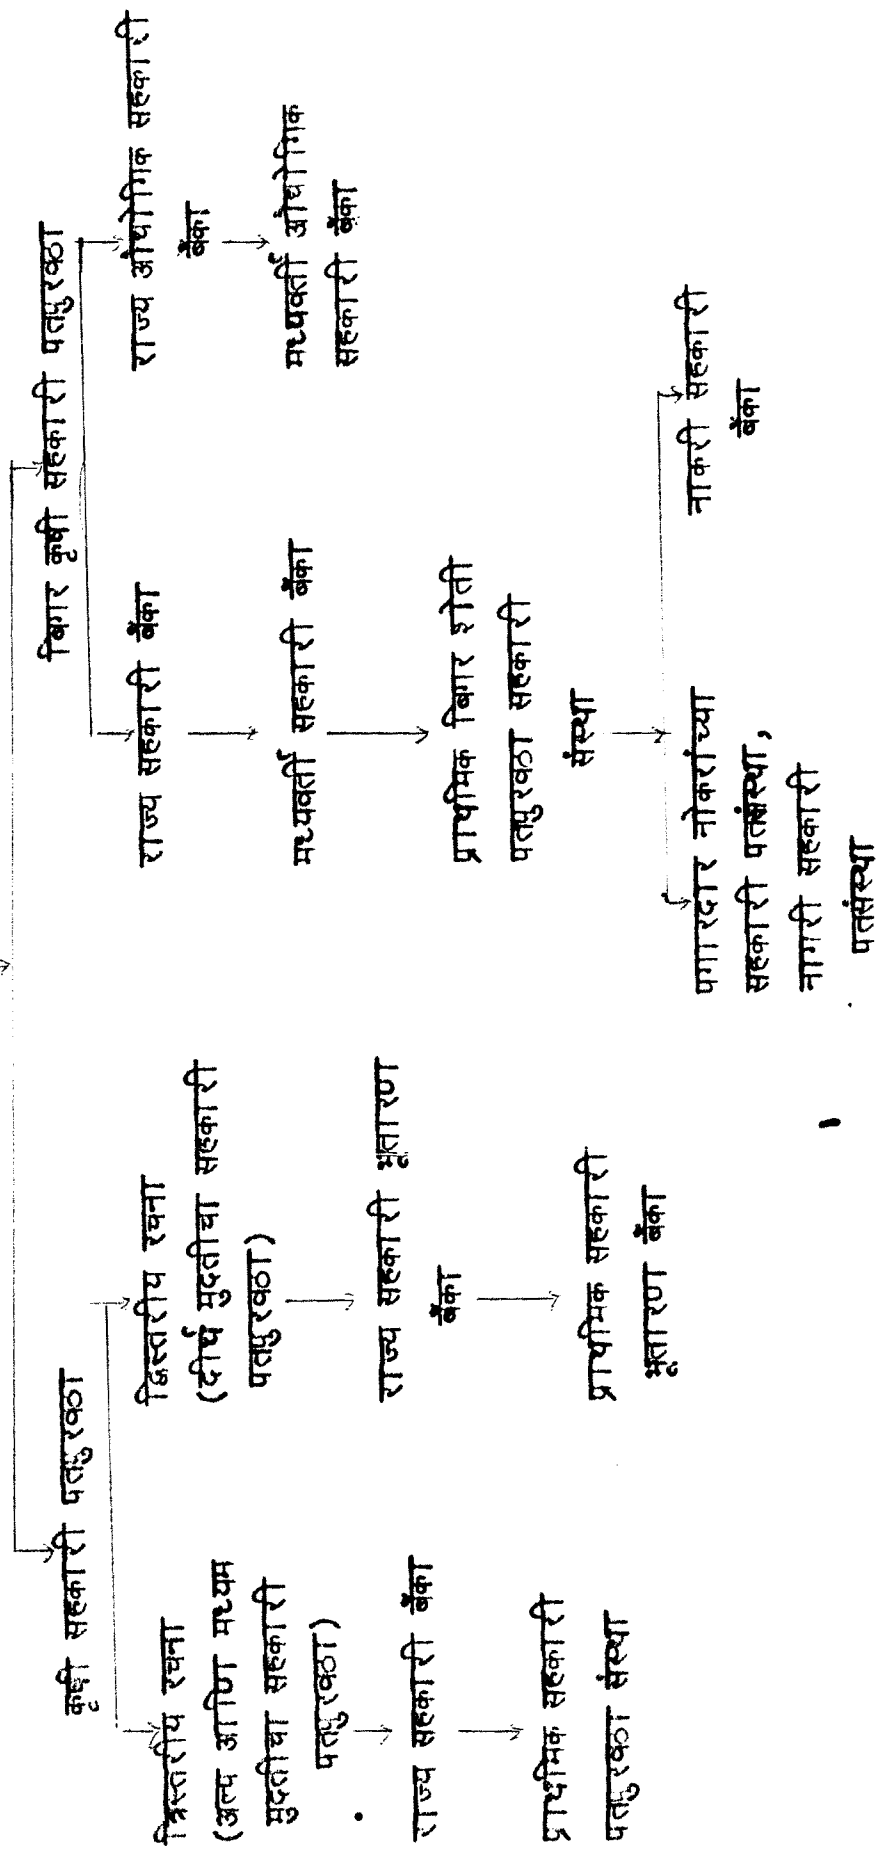 कृषी सहकारी पतपुरवठा
बिगर कृषी सहकारी पतपुरवठा
त्रिस्तरीय रचना
(अल्प आणि मध्यम
मुदतीचा सहकारी
पतपुरवठा)
राज्य सहकारी बँका
प्राथमिक सहकारी
पतपुरवठा संस्था
द्विस्तरीय रचना
(दीर्घ मुदतीचा सहकारी
पतपुरवठा)
राज्य सहकारी भूतारण
बँका
प्राथमिक सहकारी
भूतारण बँका
राज्य सहकारी बँका
मध्यवर्ती सहकारी बँका
प्राथमिक बिगर शेती
पतपुरवठा सहकारी
संस्था
पगारदार नोकरांच्या
सहकारी पतसंस्था,
नागरी सहकारी
पतसंस्था
नाकरी सहकारी
बँका
राज्य औद्योगिक सहकारी
बँका
मध्यवर्ती औद्योगिक
सहकारी बँका